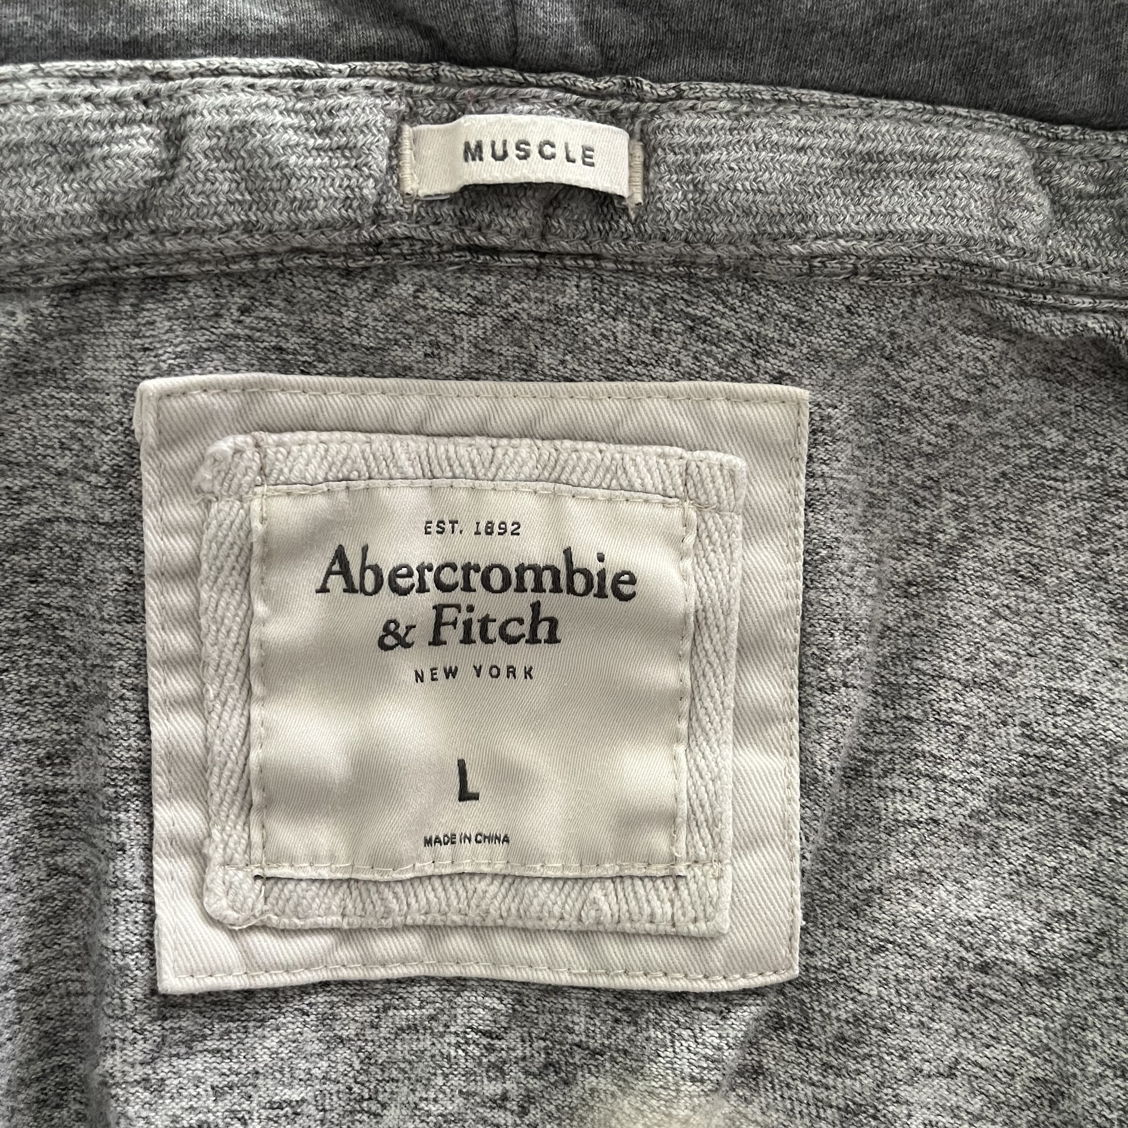 MUSCLE
EST. 1892
Abercrombie
& Fitch
NEW YORK
L
MADE IN CHINA